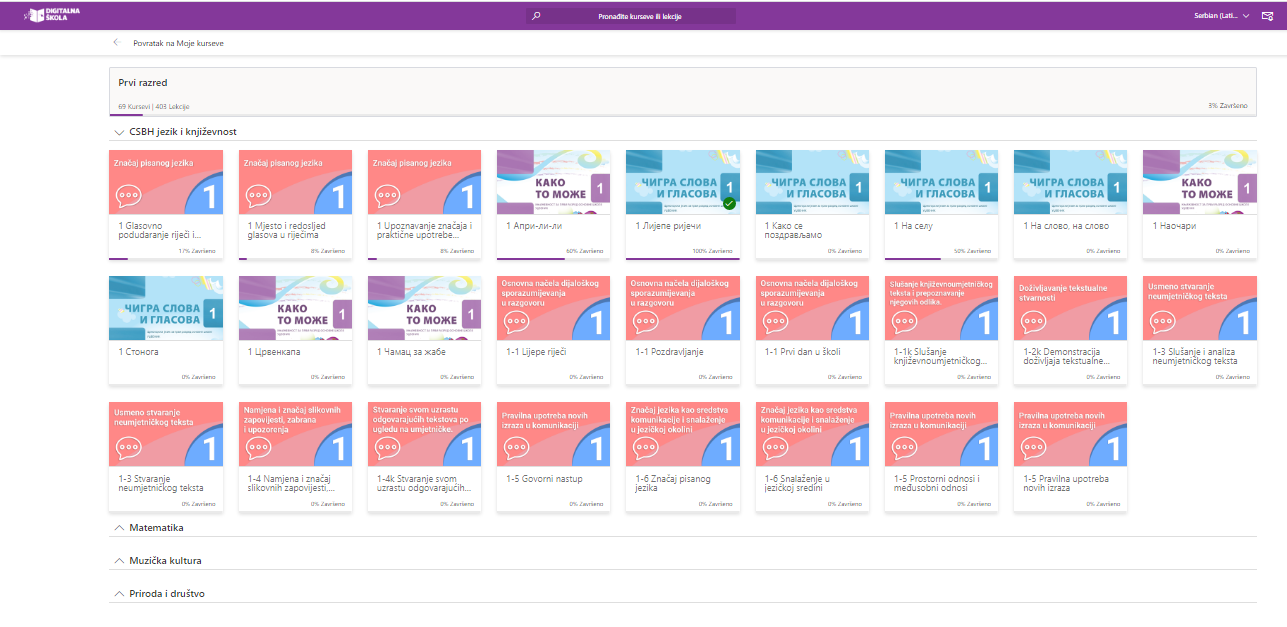 DIGITALNA
ŠKOLA
Pronađite kurseve ili lekcije
Serbian (Lati...
Povratak na Moje kurseve
Prvi razred
69 Kursevi | 403 Lekcije
3% Završeno
CSBH jezik i književnost
Značaj pisanog jezika
1
1 Glasovno
podudaranje riječi i...
17% Završeno
Značaj pisanog jezika
1
1 Mjesto i redosljed
glasova u riječima
8% Završeno
Značaj pisanog jezika
1
1 Upoznavanje značaja i
praktične upotrebe...
8% Završeno
КАКО
ТО МОЖЕ
1
1 Апри-ли-ли
60% Završeno
ЧИГРА СЛОВА
И ГЛАСОВА
1
1 Лијепе ријечи
100% Završeno
ЧИГРА СЛОВА
И ГЛАСОВА
1
1 Како се
поздрављамо
0% Završeno
ЧИГРА СЛОВА
И ГЛАСОВА
1
1 На селу
50% Završeno
ЧИГРА СЛОВА
И ГЛАСОВА
1
1 На слово, на слово
0% Završeno
КАКО
ТО МОЖЕ
1
1 Наочари
0% Završeno
ЧИГРА СЛОВА
И ГЛАСОВА
1
1 Стонога
0% Završeno
КАКО
ТО МОЖЕ
1
1 Црвенкапа
0% Završeno
КАКО
ТО МОЖЕ
1
1 Чамац за жабе
0% Završeno
Osnovna načela dijaloškog
sporazumijevanja
u razgovoru
1
1-1 Lijepe riječi
0% Završeno
Osnovna načela dijaloškog
sporazumijevanja
u razgovoru
1
1-1 Pozdravljanje
0% Završeno
Osnovna načela dijaloškog
sporazumijevanja
u razgovoru
1
1-1 Prvi dan u školi
0% Završeno
Slušanje književnoumjetničkog
teksta i prepoznavanje
njegovih odlika.
1
1-1k Slušanje
književnoumjetničkog...
0% Završeno
Doživljavanje tekstualne
stvarnosti
1
1-2k Demonstracija
doživljaja tekstualne...
0% Završeno
Usmeno stvaranje
neumjetničkog teksta
1
1-3 Slušanje i analiza
neumjetničkog teksta
0% Završeno
Usmeno stvaranje
neumjetničkog teksta
1
1-3 Stvaranje
neumjetničkog teksta
0% Završeno
Namjena i značaj slikovnih
zapovijesti, zabrana
i upozorenja
1
1-4 Namjena i značaj
slikovnih zapovijesti,...
0% Završeno
Stvaranje svom uzrastu
odgovarajućih tekstova po
ugledu na umjetničke.
1
1-4k Stvaranje svom
uzrastu odgovarajućih...
0% Završeno
Pravilna upotreba novih
izraza u komunikaciji
1
1-5 Govorni nastup
0% Završeno
Značaj jezika kao sredstva
komunikacije i snalaženje
u jezičkoj okolini
1
1-6 Značaj pisanog
jezika
0% Završeno
Značaj jezika kao sredstva
komunikacije i snalaženje
u jezičkoj okolini
1
1-6 Snalaženje u
jezičkoj sredini
0% Završeno
Pravilna upotreba novih
izraza u komunikaciji
1
1-5 Prostorni odnosi i
međusobni odnosi
0% Završeno
Pravilna upotreba novih
izraza u komunikaciji
1
1-5 Pravilna upotreba
novih izraza
0% Završeno
Matematika
Muzička kultura
Priroda i društvo